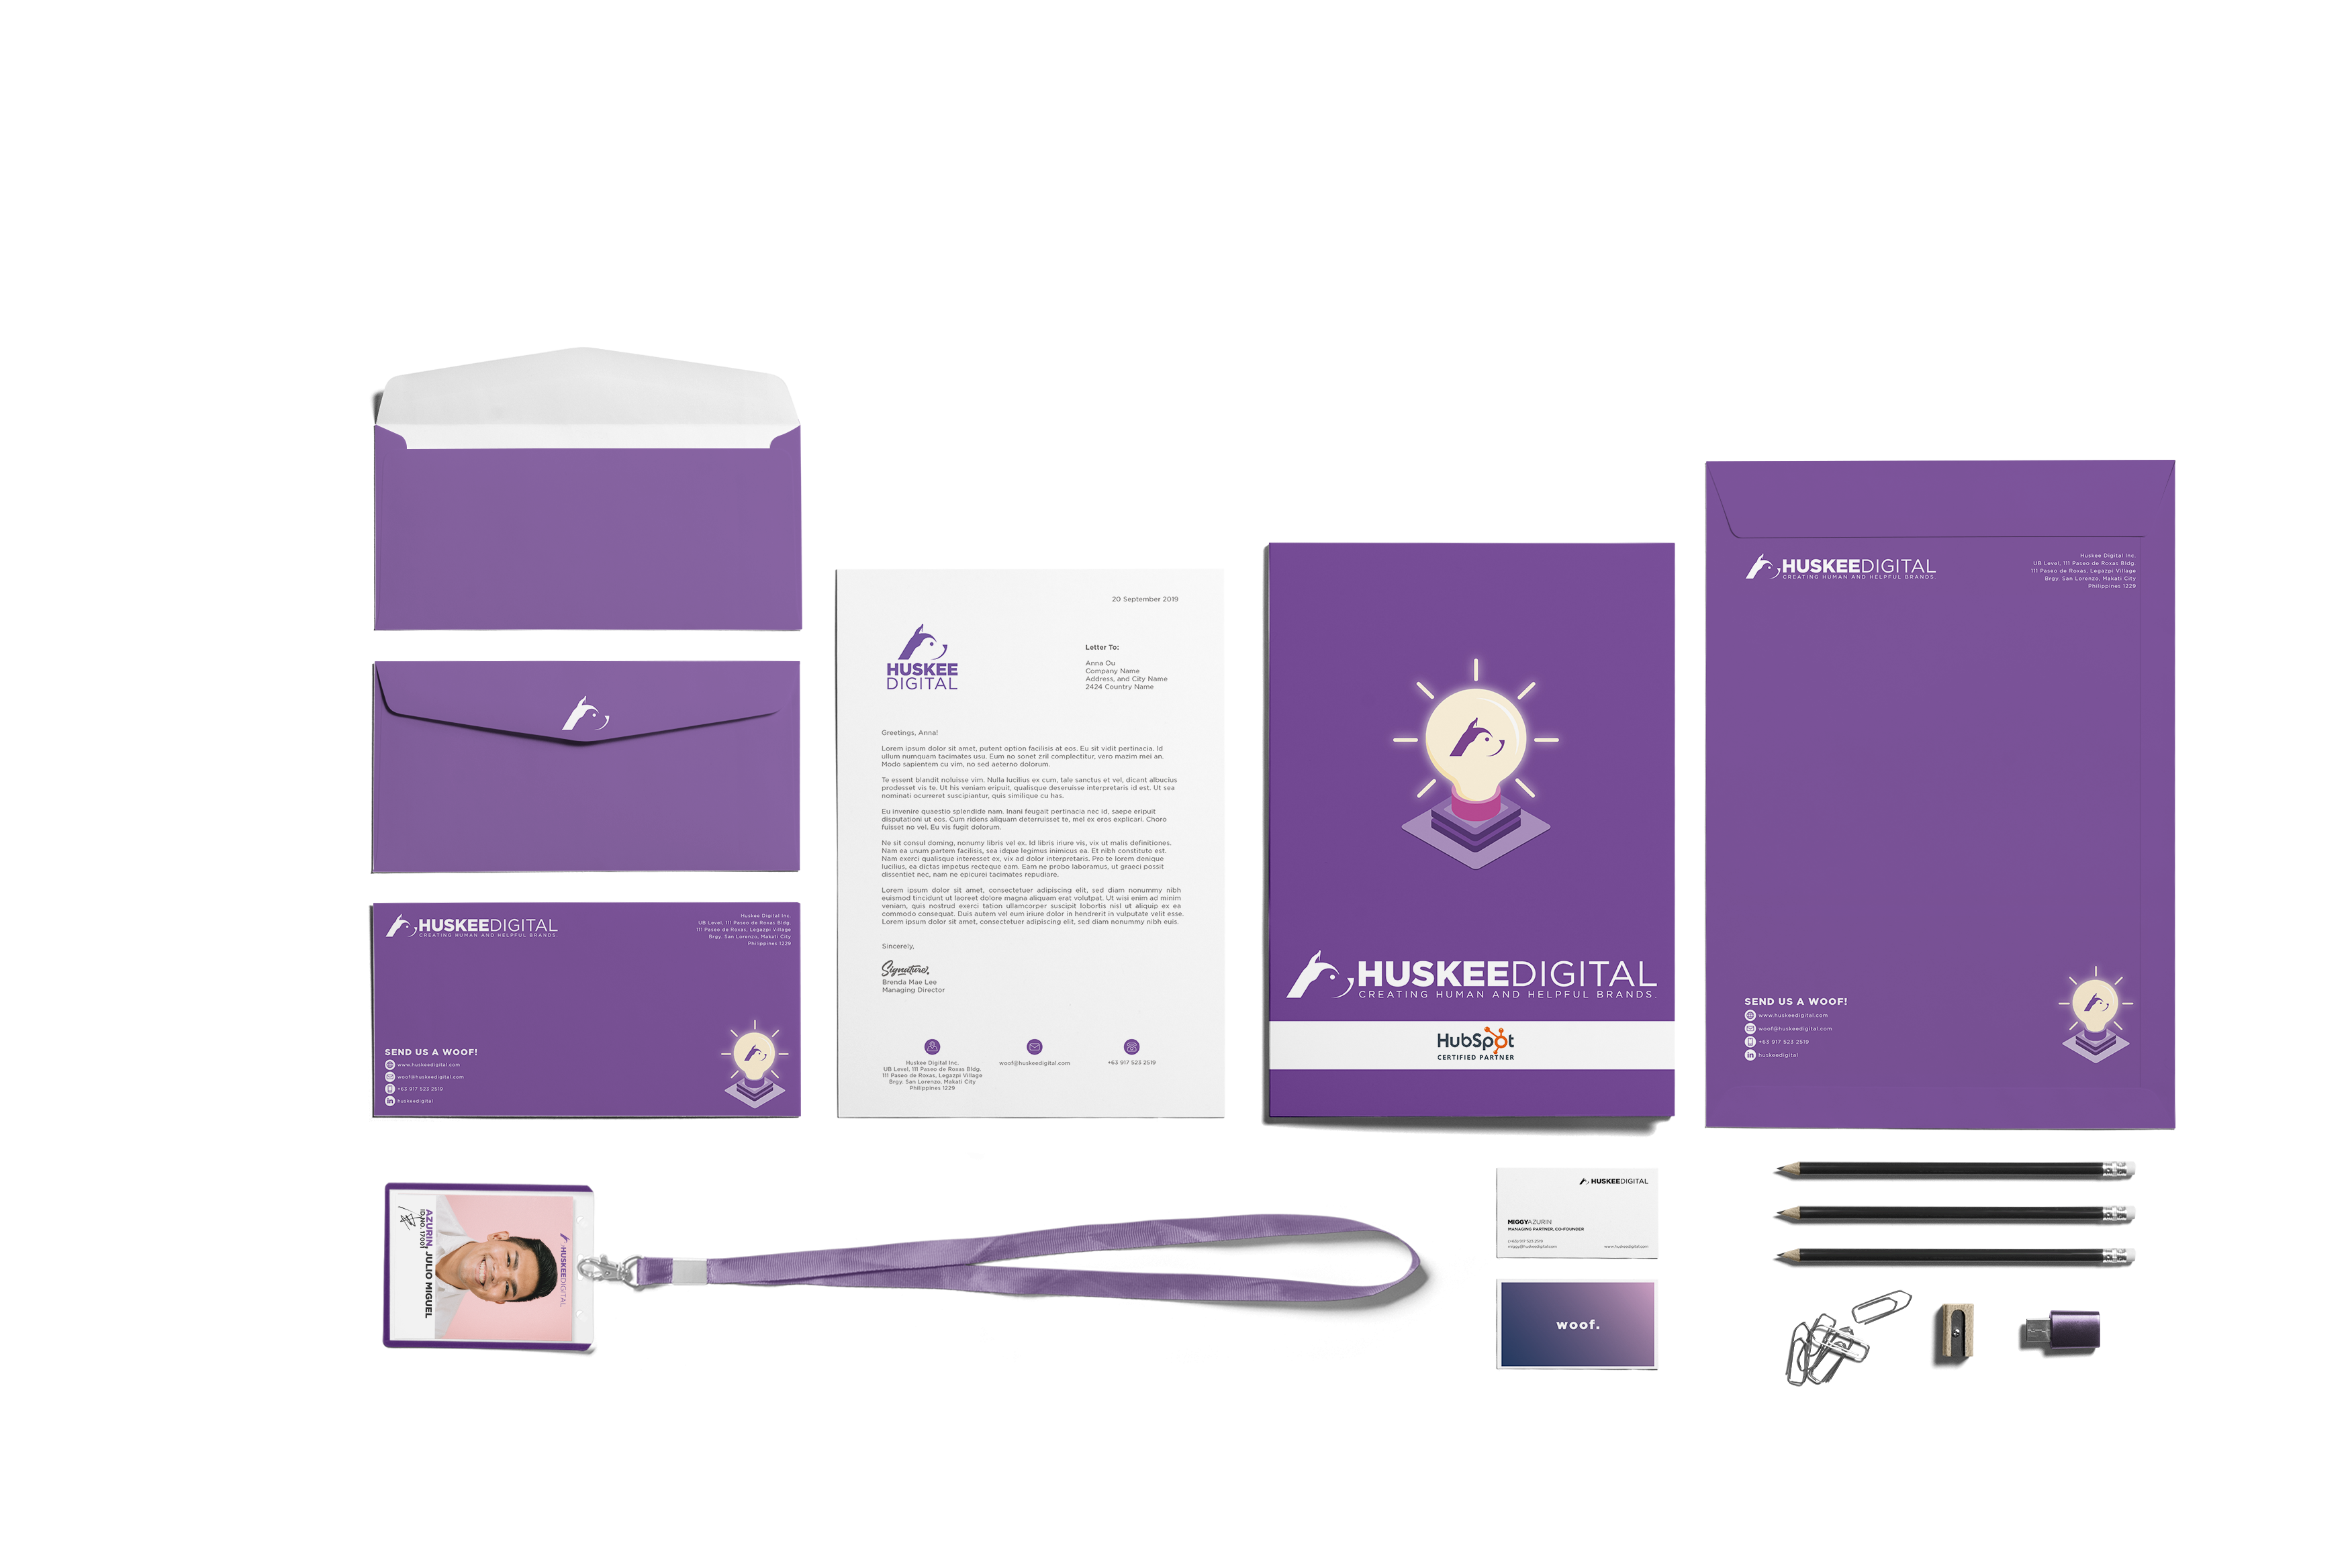 HUSKEEDIGITAL
CREATING HUMAN AND HELPFUL BRANDS.
Huskee Digital Inc.
UB Level, 111 Paseo de Roxas Bldg.
111 Paseo de Roxas, Legazpi Village
Brgy. San Lorenzo, Makati City
Philippines 1229
SEND US A WOOF!
www.huskeedigital.com
woof@huskeedigital.com
+63 917 523 2519
in huskeedigital
20 September 2019
HUSKEE
DIGITAL
Letter To:
Anna Ou
Company Name
Address, and City Name
2424 Country Name
Greetings, Anna!
Lorem ipsum dolor sit amet, putent option facilisis at eos. Eu sit vidit pertinacia. Id
ullum numquam tacimates usu. Eum no sonet zril complectitur, vero mazim mei an.
Modo sapientem cu vim, no sed aeterno dolorum.
Te essent blandit noluisse vim. Nulla lucilius ex cum, tale sanctus et vel, dicant albucius
prodesset vis te. Ut his veniam eripuit, qualisque deseruisse interpretaris id est. Ut sea
nominati ocurreret suscipiantur, quis similique cu has.
Eu invenire quaestio splendide nam. Inani feugait pertinacia nec id, saepe eripuit
disputationi ut eos. Cum ridens aliquam deterruisset te, mel ex eros explicari. Choro
fuisset no vel. Eu vis fugit dolorum.
Ne sit consul doming, nonumy libris vel ex. Id libris iriure vis, vix ut malis definitiones.
Nam ea unum partem facilisis, sea idque legimus inimicus ea. Et nibh constituto est.
Nam exerci qualisque interesset ex, vix ad dolor interpretaris. Pro te lorem denique
lucilius, ea dictas impetus recteque eam. Eam ne probo laboramus, ut graeci possit
dissentiet nec, nam ne epicurei tacimates repudiare.
Lorem ipsum dolor sit amet, consectetuer adipiscing elit, sed diam nonummy nibh
euismod tincidunt ut laoreet dolore magna aliquam erat volutpat. Ut wisi enim ad minim
veniam, quis nostrud exerci tation ullamcorper suscipit lobortis nisl ut aliquip ex ea
commodo consequat. Duis autem vel eum iriure dolor in hendrerit in vulputate velit esse.
Lorem ipsum dolor sit amet, consectetuer adipiscing elit, sed diam nonummy nibh euis.
Sincerely,
Signature.
Brenda Mae Lee
Managing Director
Huskee Digital Inc.
UB Level, 111 Paseo de Roxas Bldg.
111 Paseo de Roxas, Legazpi Village
Brgy. San Lorenzo, Makati City
Philippines 1229
woof@huskeedigital.com
+63 917 523 2519
HUSKEEDIGITAL
CREATING HUMAN AND HELPFUL BRANDS.
HubSpot
CERTIFIED PARTNER
HUSKEEDIGITAL
CREATING HUMAN AND HELPFUL BRANDS.
Huskee Digital Inc.
UB Level, 111 Paseo de Roxas Bldg.
111 Paseo de Roxas, Legazpi Village
Brgy. San Lorenzo, Makati City
Philippines 1229
SEND US A WOOF!
www.huskeedigital.com
woof@huskeedigital.com
+63 917 523 2519
in huskeedigital
HUSKEEDIGITAL
AZURIN, JULIO MIGUEL
ID NO. 17001
HUSKEEDIGITAL
MIGGYAZURIN
MANAGING PARTNER, CO-FOUNDER
(+63) 917 523 2519
miggy@huskeedigital.com
www.huskeedigital.com
woof.